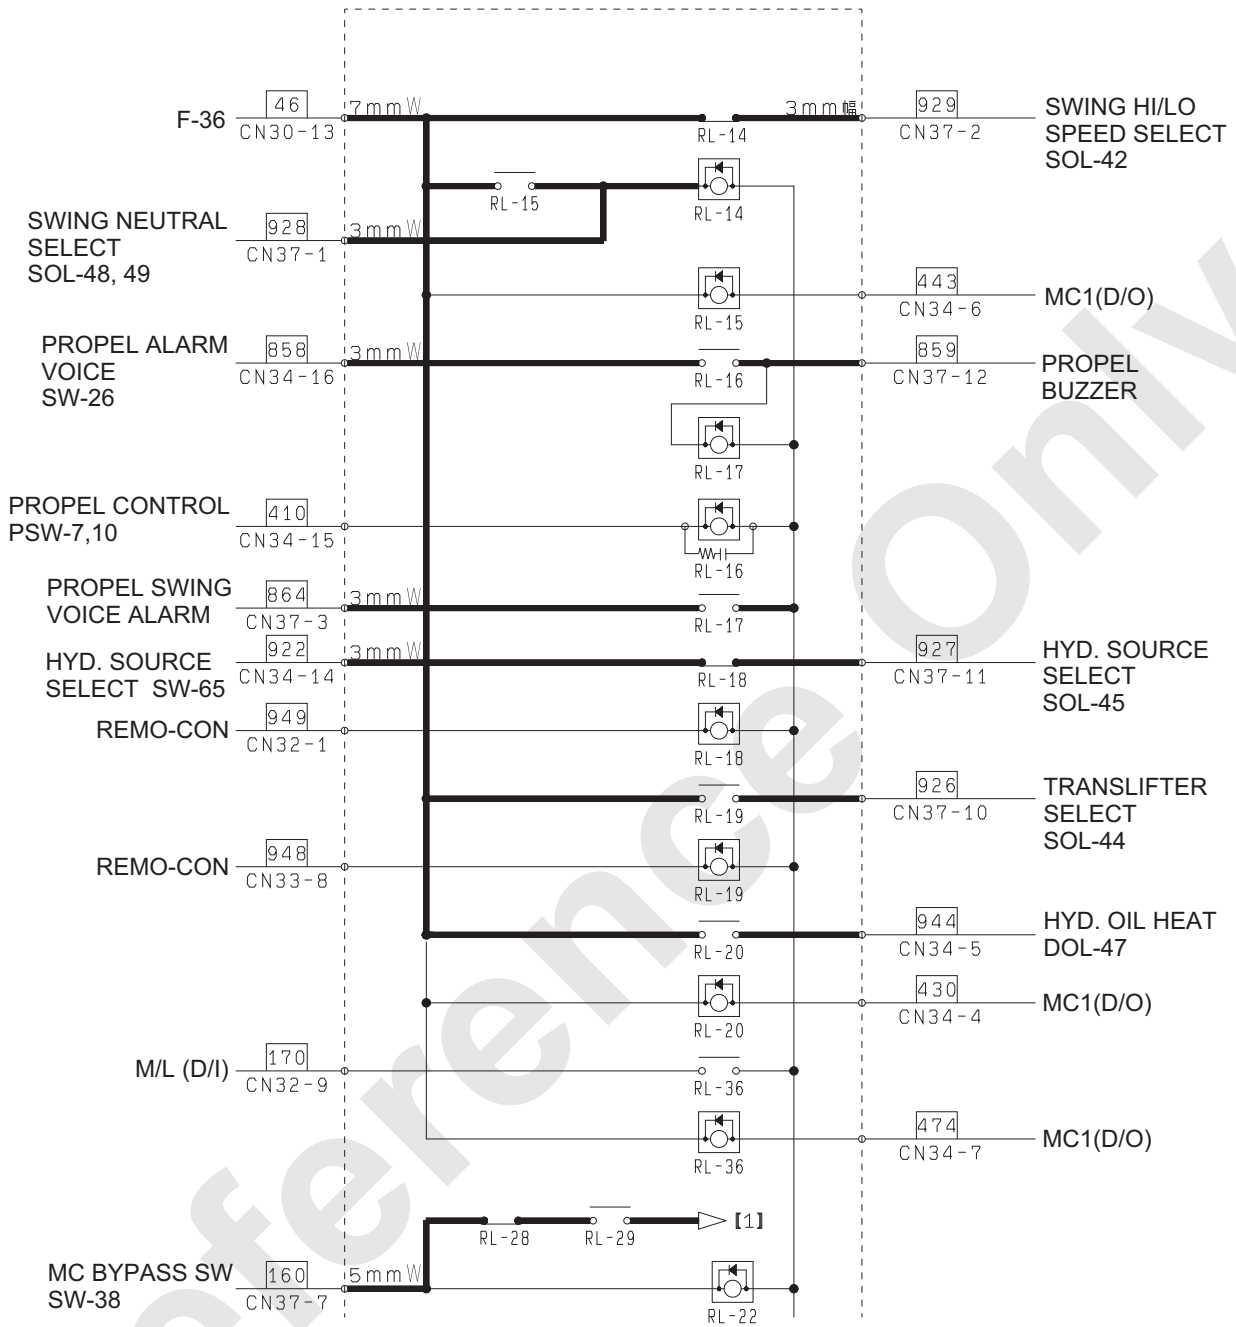 F-36
46
CN30-13
7mmW
RL-14
3mm幅
929
CN37-2
SWING HI/LO
SPEED SELECT
SOL-42
RL-15
RL-14
SWING NEUTRAL
SELECT
SOL-48, 49
928
CN37-1
3mmW
RL-15
443
CN34-6
MC1(D/O)
PROPEL ALARM
VOICE
SW-26
858
CN34-16
3mmW
RL-16
859
CN37-12
PROPEL
BUZZER
RL-17
PROPEL CONTROL
PSW-7,10
410
CN34-15
RL-16
PROPEL SWING
VOICE ALARM
864
CN37-3
3mmW
RL-17
HYD. SOURCE
SELECT SW-65
922
CN34-14
3mmW
RL-18
927
CN37-11
HYD. SOURCE
SELECT
SOL-45
REMO-CON
949
CN32-1
RL-18
RL-19
926
CN37-10
TRANSLIFTER
SELECT
SOL-44
REMO-CON
948
CN33-8
RL-19
RL-20
944
CN34-5
HYD. OIL HEAT
DOL-47
RL-20
430
CN34-4
MC1(D/O)
M/L (D/I)
170
CN32-9
RL-36
RL-36
474
CN34-7
MC1(D/O)
RL-28
RL-29
【1】
MC BYPASS SW
SW-38
160
CN37-7
5mmW
RL-22
eference Only